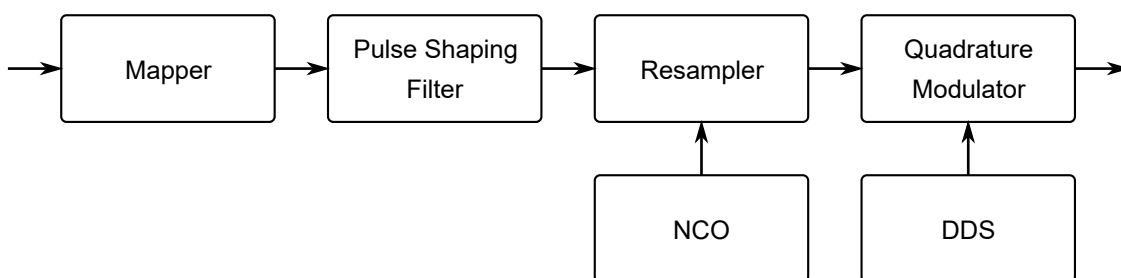 Mapper
Pulse Shaping
Filter
Resampler
Quadrature
Modulator
NCO
DDS